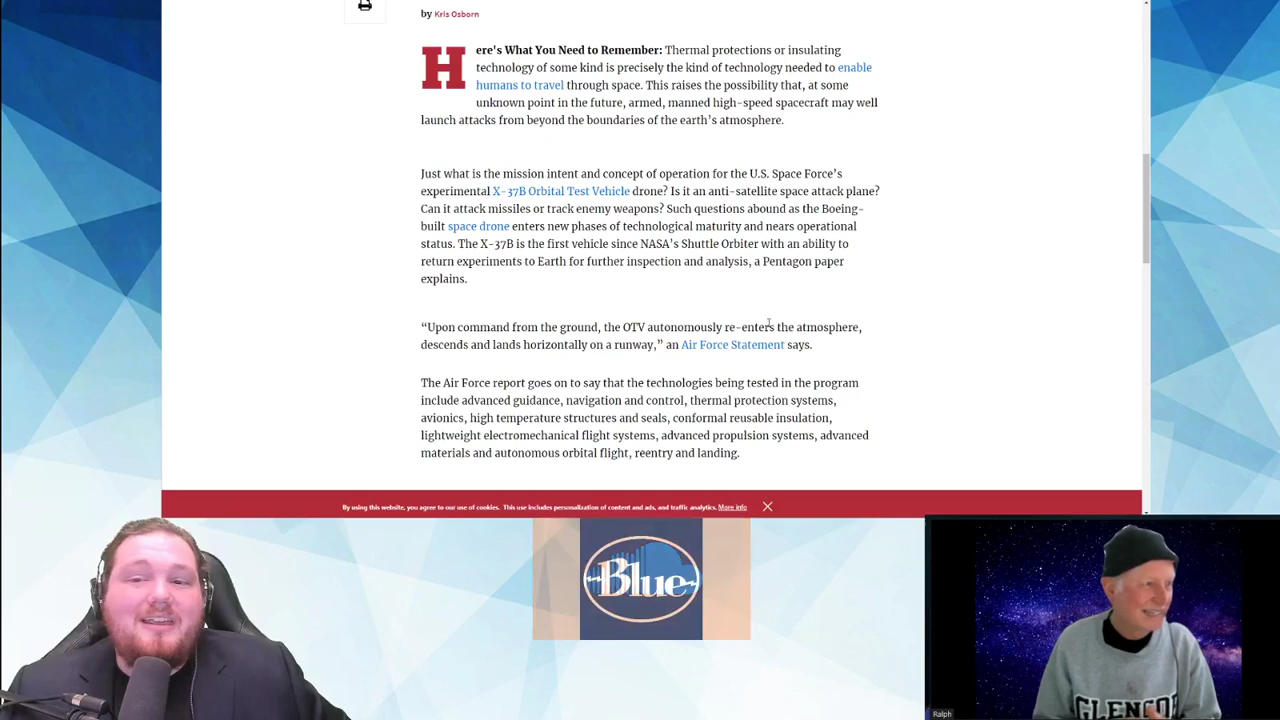 by Kris Osborn
Here's What You Need to Remember: Thermal protections or insulating
technology of some kind is precisely the kind of technology needed to enable
humans to travel through space. This raises the possibility that, at some
unknown point in the future, armed, manned high-speed spacecraft may well
launch attacks from beyond the boundaries of the earth’s atmosphere.
Just what is the mission intent and concept of operation for the U.S. Space Force’s
experimental X-37B Orbital Test Vehicle drone? Is it an anti-satellite space attack plane?
Can it attack missiles or track enemy weapons? Such questions abound as the Boeing-
built space drone enters new phases of technological maturity and nears operational
status. The X-37B is the first vehicle since NASA’s Shuttle Orbiter with an ability to
return experiments to Earth for further inspection and analysis, a Pentagon paper
explains.
“Upon command from the ground, the OTV autonomously re-enters the atmosphere,
descends and lands horizontally on a runway,” an Air Force Statement says.
The Air Force report goes on to say that the technologies being tested in the program
include advanced guidance, navigation and control, thermal protection systems,
avionics, high temperature structures and seals, conformal reusable insulation,
lightweight electromechanical flight systems, advanced propulsion systems, advanced
materials and autonomous orbital flight, reentry and landing.
By using this website, you agree to our use of cookies. This use includes personalization of content and ads, and traffic analytics. More info
Blue
GLENCOE
Ralph